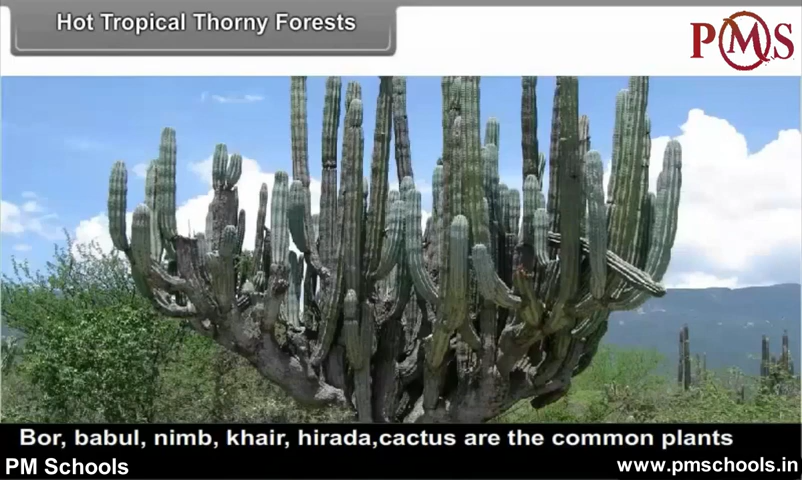 Hot Tropical Thorny Forests
PMS
Bor, babul, nimb, khair, hirada,cactus are the common plants
PM Schools
www.pmschools.in